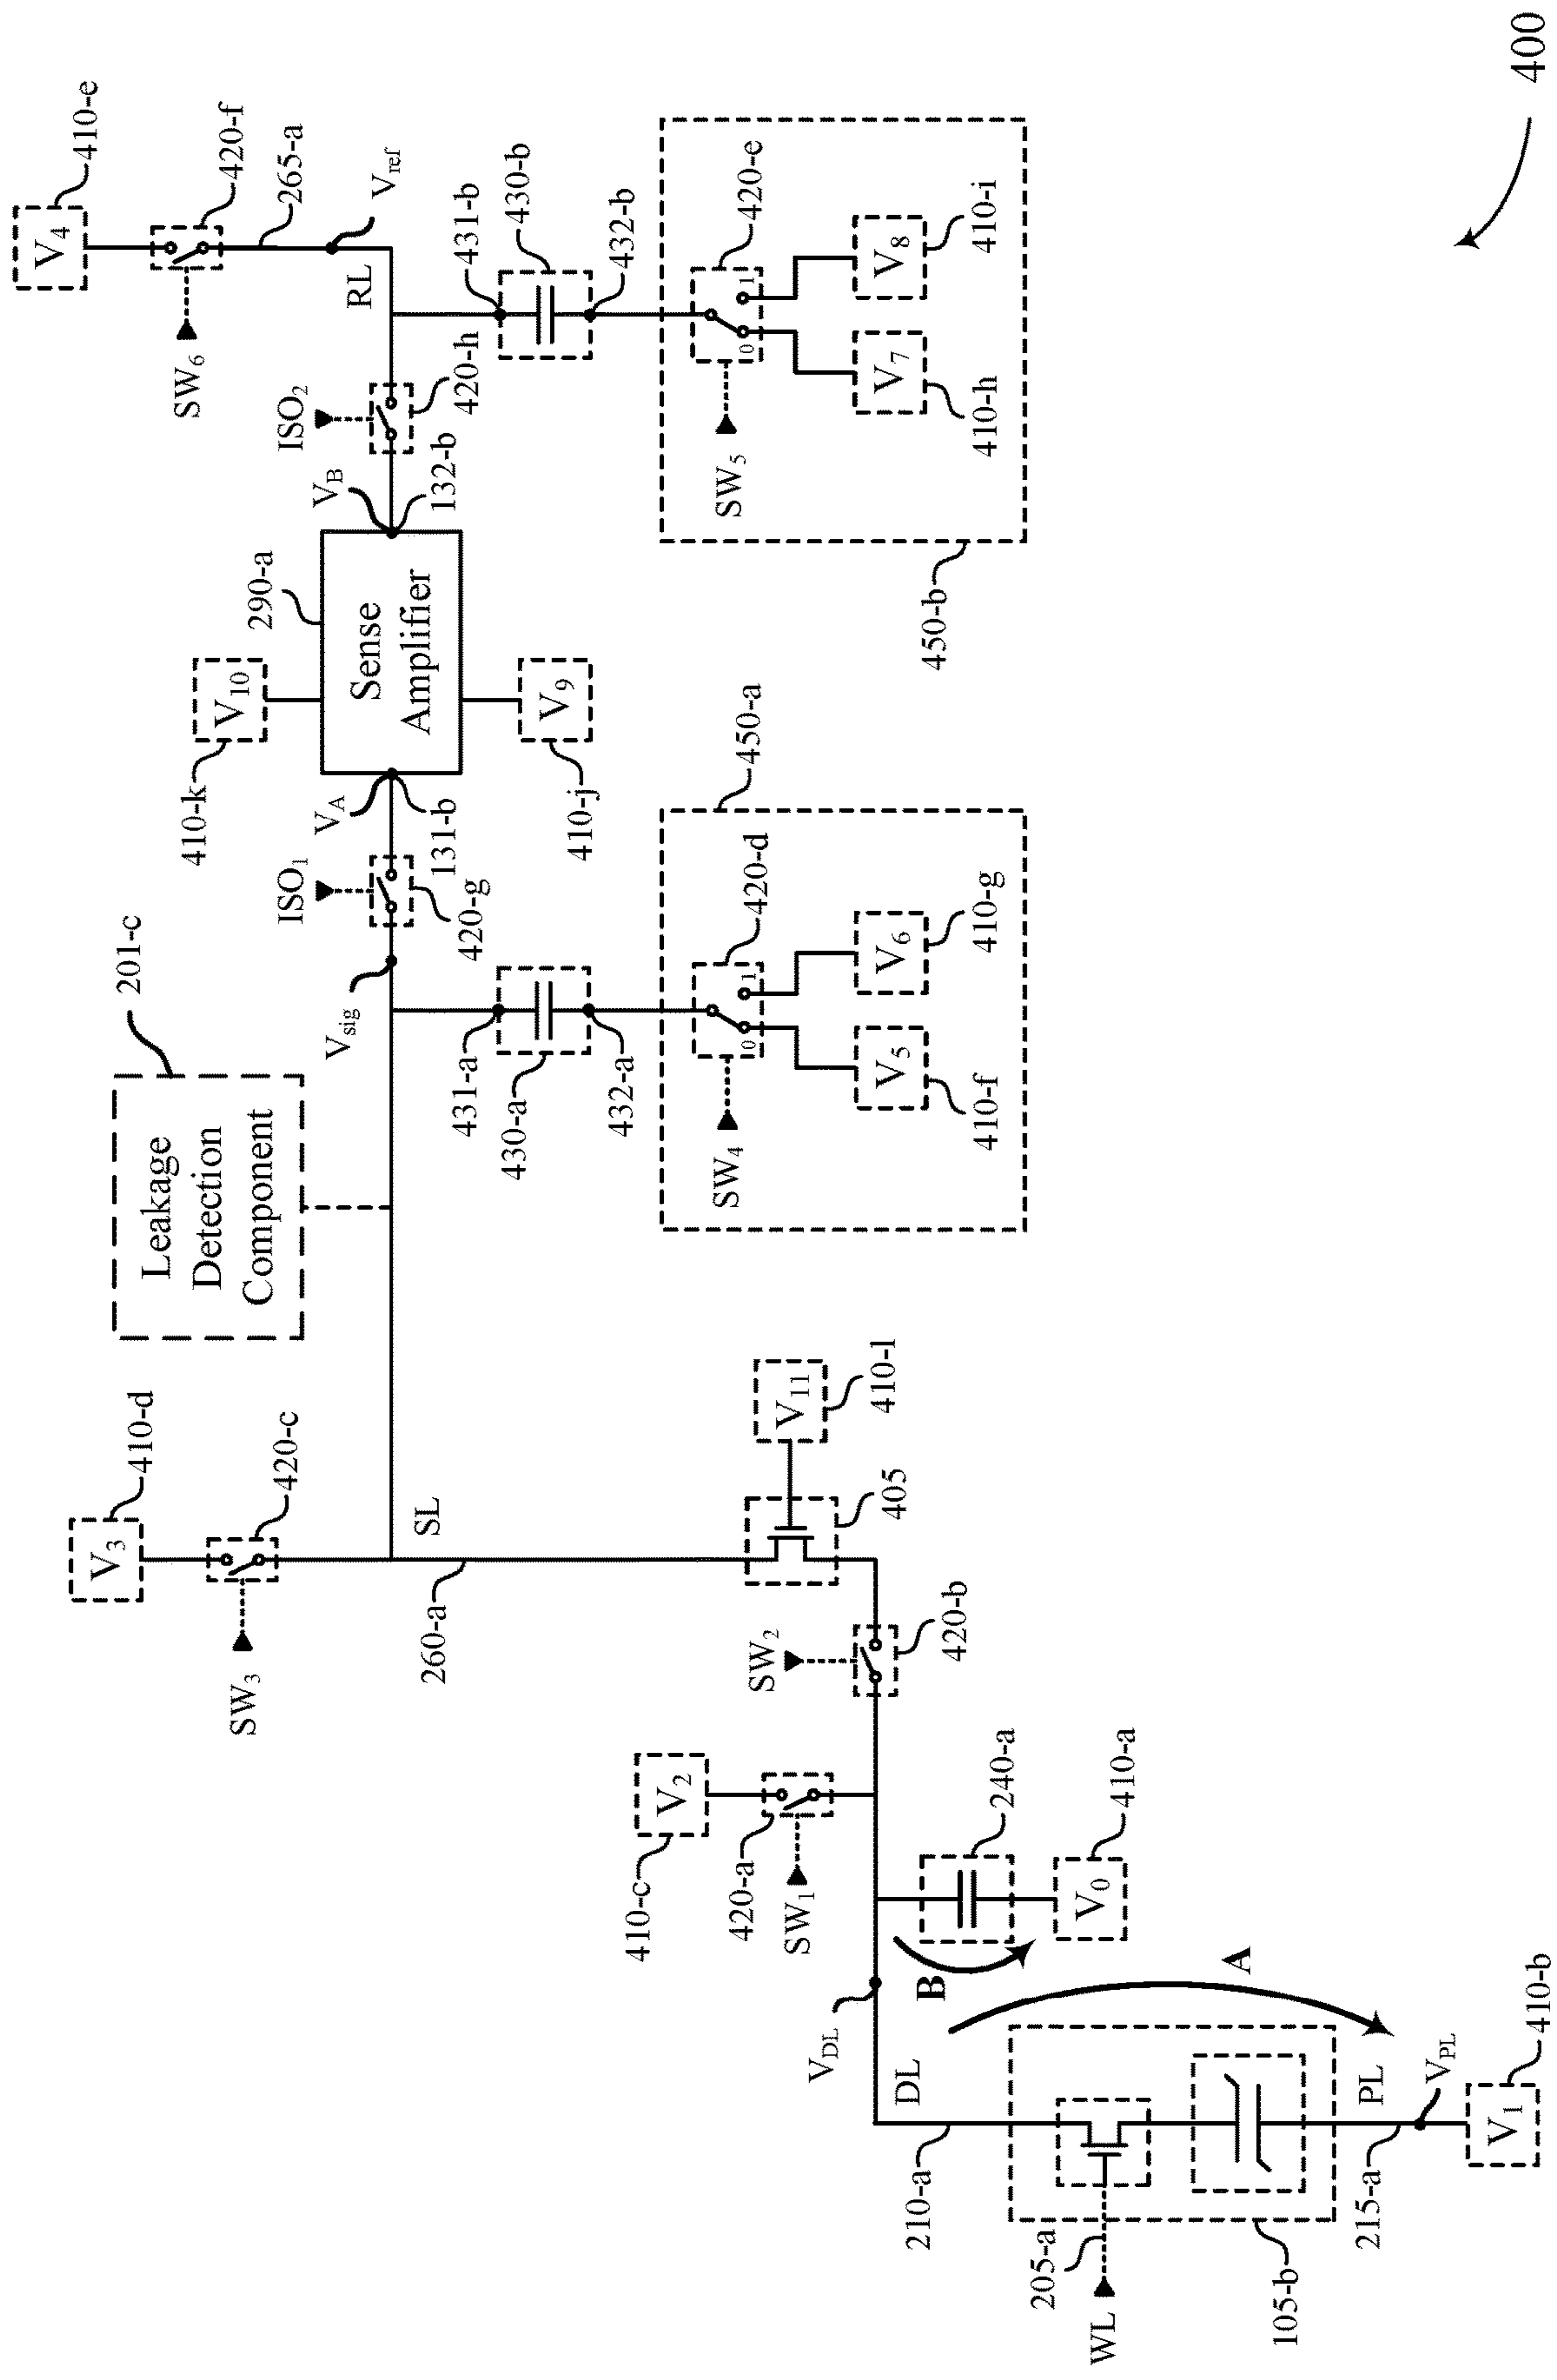 V4
410-e
420-f
265-a
SW6
Vref
RL
ISO2
420-h
431-b
430-b
432-b
VB
132-b
290-a
Sense
Amplifier
V10
410-k
V9
410-j
VA
131-b
ISO1
420-g
420-e
0
1
SW5
V7
410-h
V8
410-i
450-b
201-c
Leakage
Detection
Component
Vsig
431-a
430-a
432-a
450-a
420-d
0
1
SW4
V5
410-f
V6
410-g
V3
410-d
420-c
SW3
SL
260-a
V11
410-l
405
SW2
420-b
V2
410-c
420-a
SW1
240-a
V0
410-a
B
A
VDL
DL
210-a
WL
205-a
105-b
PL
215-a
VPL
V1
410-b
400